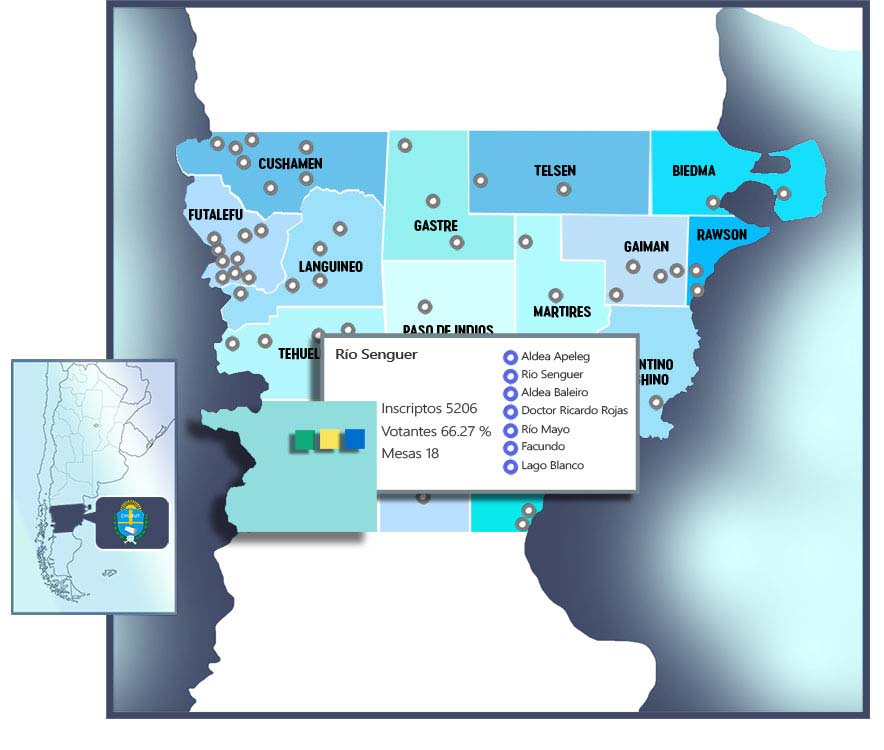 CUSHAMEN
TELSEN
BIEDMA
FUTALEFU
GASTRE
RAWSON
GAIMAN
LANGUINEO
MARTIRES
PASO DE INDIOS
TEHUEL
NTINO
HINO
Río Senguer
Inscriptos 5206
Votantes 66.27 %
Mesas 18
Aldea Apeleg
Rio Senguer
Aldea Baleiro
Doctor Ricardo Rojas
Río Mayo
Facundo
Lago Blanco